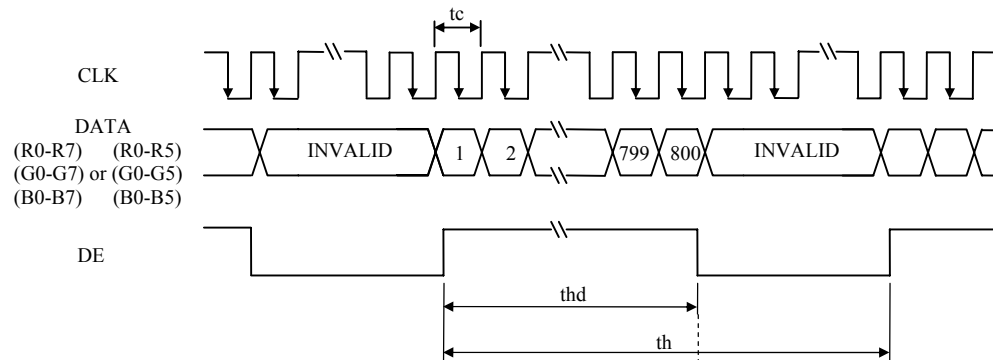 tc
CLK
DATA
(R0-R7) (R0-R5)
(G0-G7) or (G0-G5)
(B0-B7) (B0-B5)
INVALID 1 2 799 800 INVALID
DE
thd
th